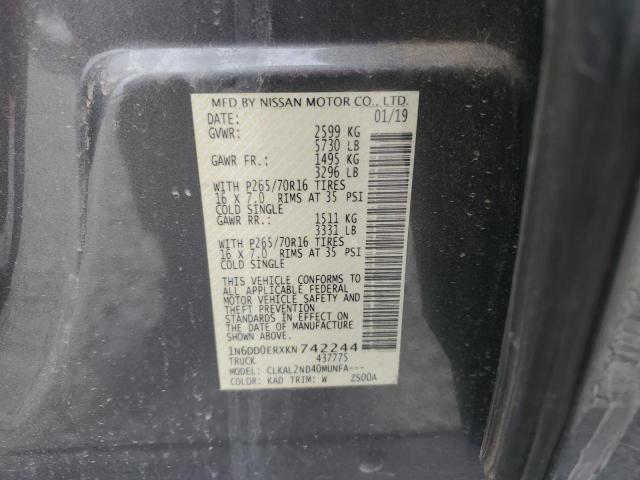 MFD BY NISSAN MOTOR CO., LTD.
DATE: 01/19
GVWR: 2599 KG
5730 LB
GAWR FR.: 1495 KG
3296 LB
WITH P265/70R16 TIRES
16 X 7.0 RIMS AT 35 PSI
COLD SINGLE
GAWR RR.: 1511 KG
3331 LB
WITH P265/70R16 TIRES
16 X 7.0 RIMS AT 35 PSI
COLD SINGLE
THIS VEHICLE CONFORMS TO
ALL APPLICABLE FEDERAL
MOTOR VEHICLE SAFETY AND
THEFT PREVENTION
STANDARDS IN EFFECT ON
THE DATE OF MANUFACTURE
SHOWN ABOVE.
1N6DD0ERXKN742244
TRUCK 437775
MODEL: CLKAL2ND40MUNFA---
COLOR: KAD TRIM: W ZS00A